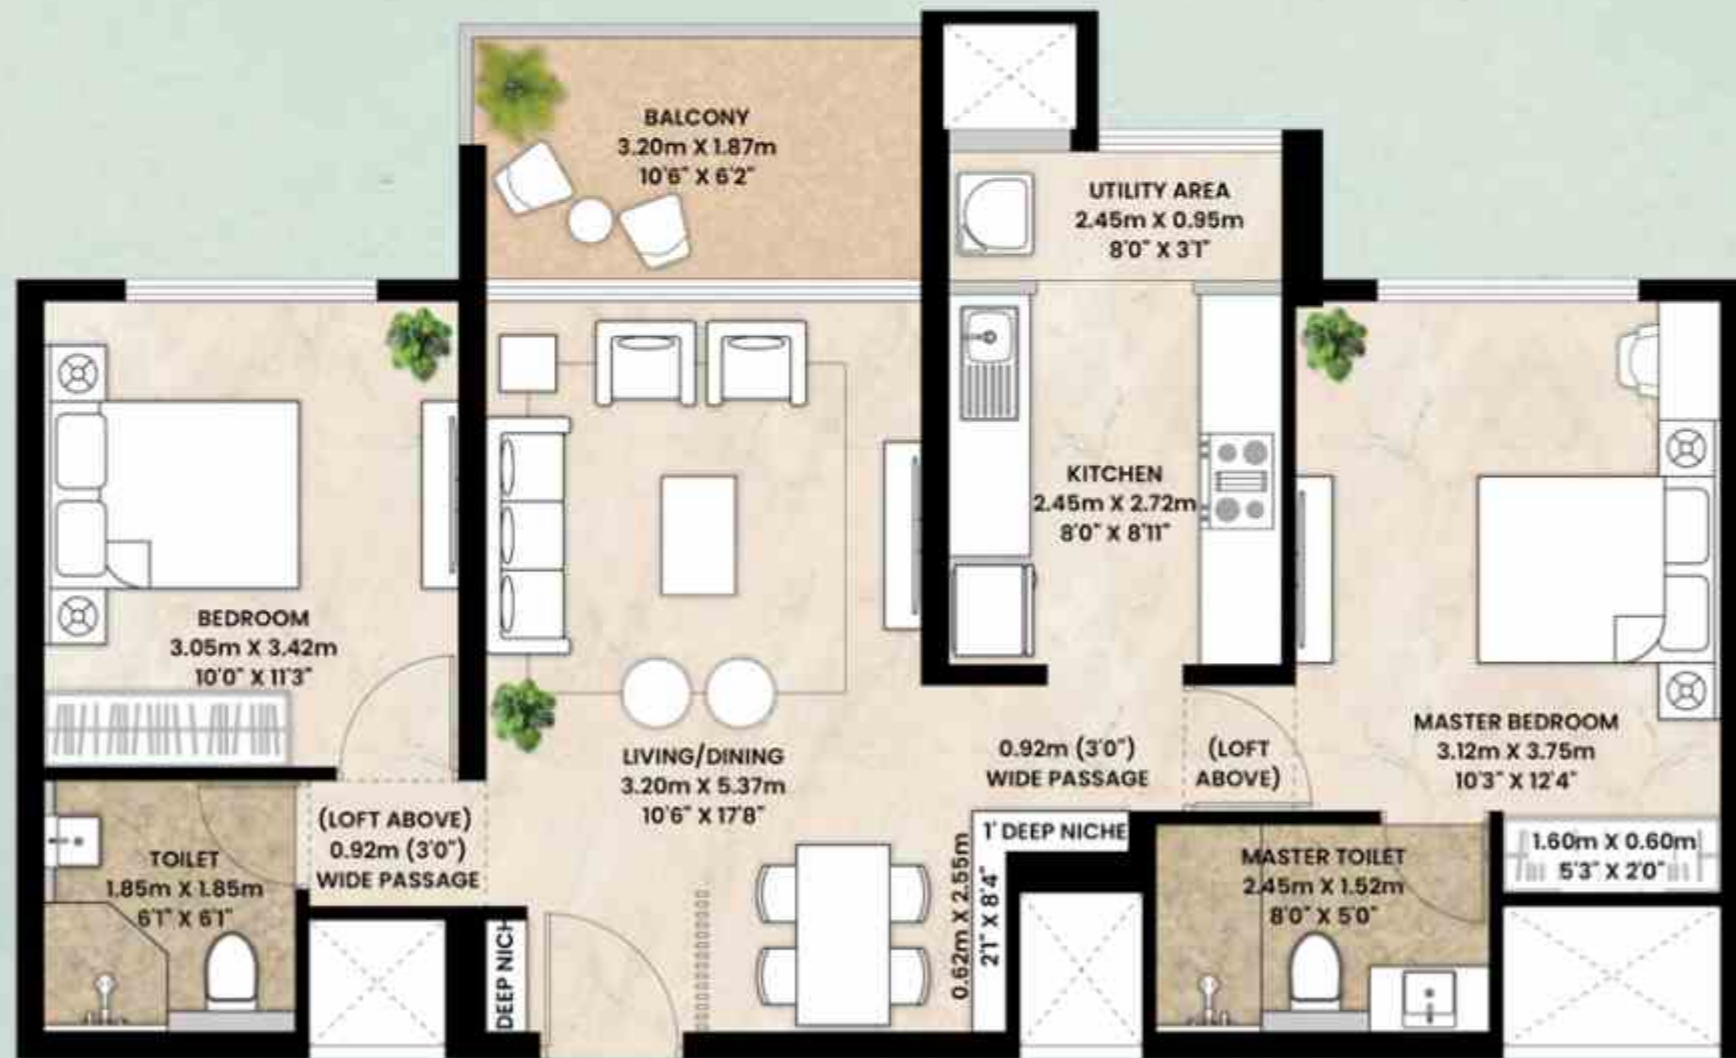 BALCONY
3.20m X 1.87m
10'6" X 6'2"
UTILITY AREA
2.45m X 0.95m
8'0" X 3'1"
KITCHEN
2.45m X 2.72m
8'0" X 8'11"
BEDROOM
3.05m X 3.42m
10'0" X 11'3"
LIVING/DINING
3.20m X 5.37m
10'6" X 17'8"
0.92m (3'0")
WIDE PASSAGE
(LOFT
ABOVE)
MASTER BEDROOM
3.12m X 3.75m
10'3" X 12'4"
TOILET
1.85m X 1.85m
6'1" X 6'1"
(LOFT ABOVE)
0.92m (3'0")
WIDE PASSAGE
DEEP NICH
0.62m X 2.55m
2'1" X 8'4"
1' DEEP NICHE
MASTER TOILET
2.45m X 1.52m
8'0" X 5'0"
1.60m X 0.60m
5'3" X 2'0"